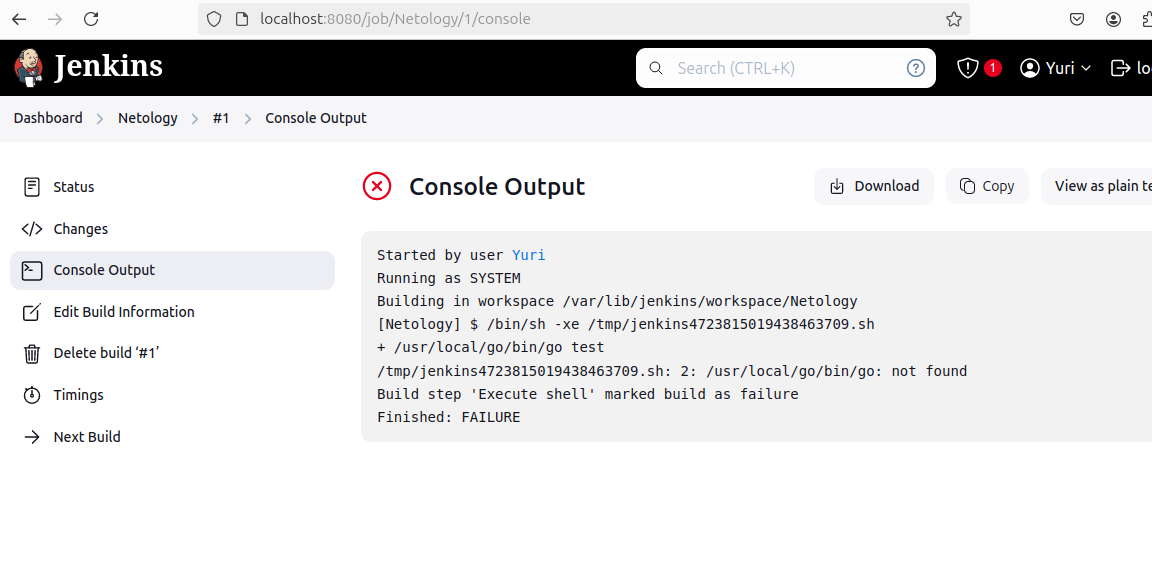 localhost:8080/job/Netology/1/console
Jenkins
Search (CTRL+K)
?
1
Yuri
Dashboard > Netology > #1 > Console Output
Status
Changes
Console Output
Edit Build Information
Delete build ‘#1’
Timings
Next Build
Console Output
Download
Copy
View as plain
Started by user Yuri
Running as SYSTEM
Building in workspace /var/lib/jenkins/workspace/Netology
[Netology] $ /bin/sh -xe /tmp/jenkins4723815019438463709.sh
+ /usr/local/go/bin/go test
/tmp/jenkins4723815019438463709.sh: 2: /usr/local/go/bin/go: not found
Build step 'Execute shell' marked build as failure
Finished: FAILURE